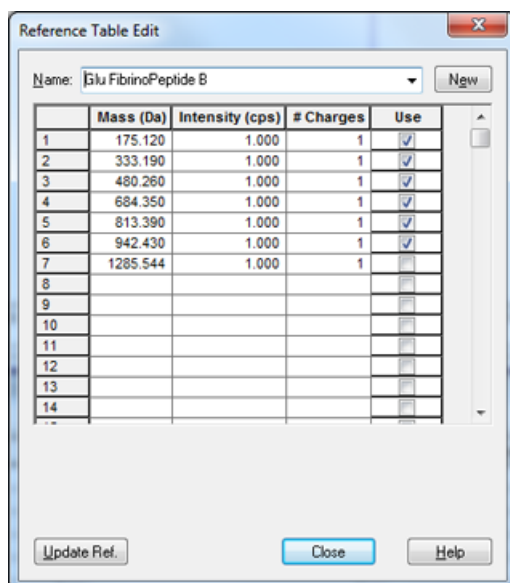 Reference Table Edit
Name: Glu FibrinoPeptide B New
Mass (Da) Intensity (cps) # Charges Use
1 175.120 1.000 1
2 333.190 1.000 1
3 480.260 1.000 1
4 684.350 1.000 1
5 813.390 1.000 1
6 942.430 1.000 1
7 1285.544 1.000 1
8
9
10
11
12
13
14
Update Ref. Close Help